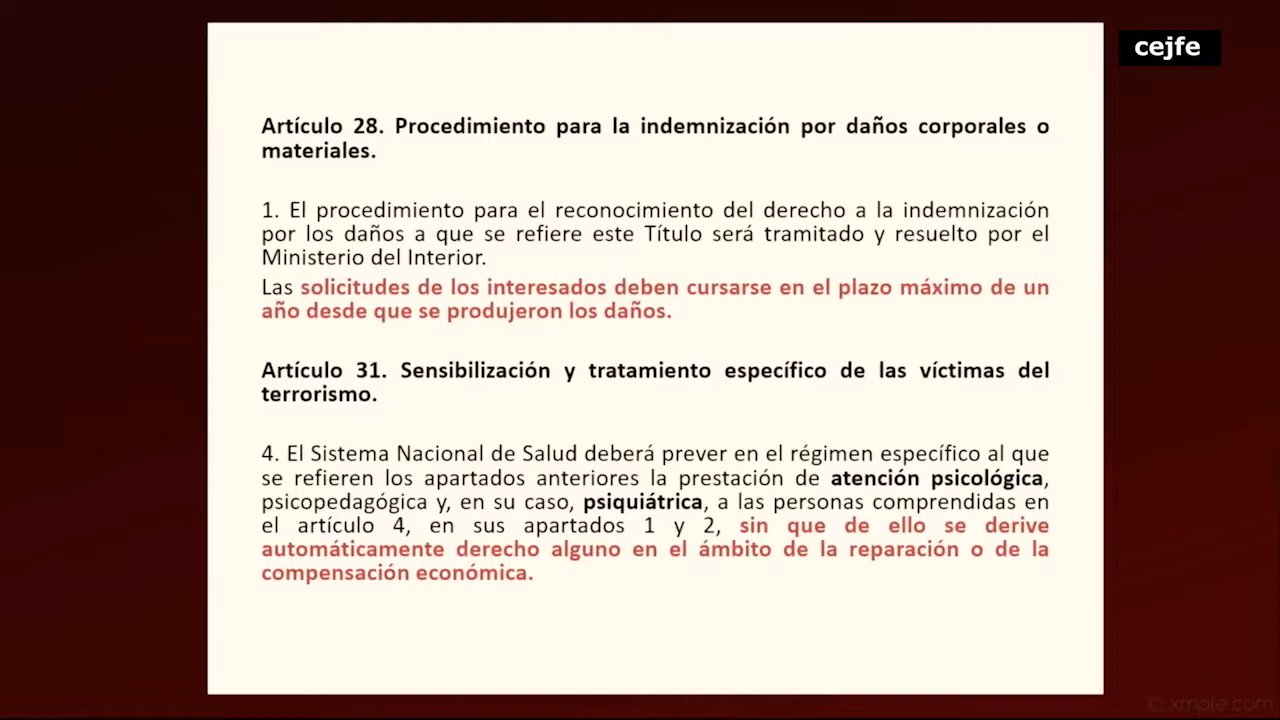 cejfe
Artículo 28. Procedimiento para la indemnización por daños corporales o
materiales.
1. El procedimiento para el reconocimiento del derecho a la indemnización
por los daños a que se refiere este Título será tramitado y resuelto por el
Ministerio del Interior.
Las solicitudes de los interesados deben cursarse en el plazo máximo de un
año desde que se produjeron los daños.
Artículo 31. Sensibilización y tratamiento específico de las víctimas del
terrorismo.
4. El Sistema Nacional de Salud deberá prever en el régimen específico al que
se refieren los apartados anteriores la prestación de atención psicológica,
psicopedagógica y, en su caso, psiquiátrica, a las personas comprendidas en
el artículo 4, en sus apartados 1 y 2, sin que de ello se derive
automáticamente derecho alguno en el ámbito de la reparación o de la
compensación económica.